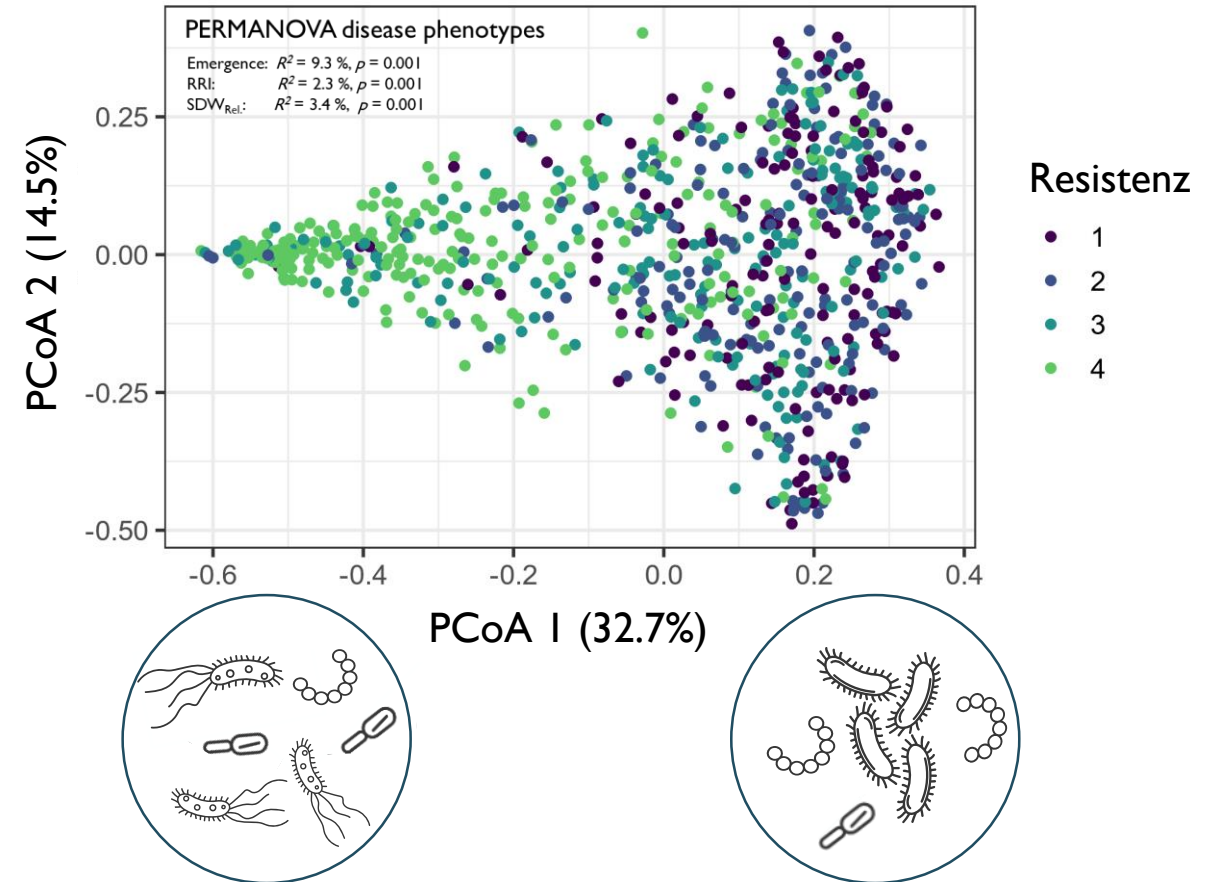 PERMANOVA disease phenotypes
Emergence: R² = 9.3 %, p = 0.001
RRI: R² = 2.3 %, p = 0.001
SDW_Rel.: R² = 3.4 %, p = 0.001
PCoA 2 (14.5%)
0.25
0.00
-0.25
-0.50
-0.6 -0.4 -0.2 0.0 0.2 0.4
PCoA 1 (32.7%)
Resistenz
1
2
3
4